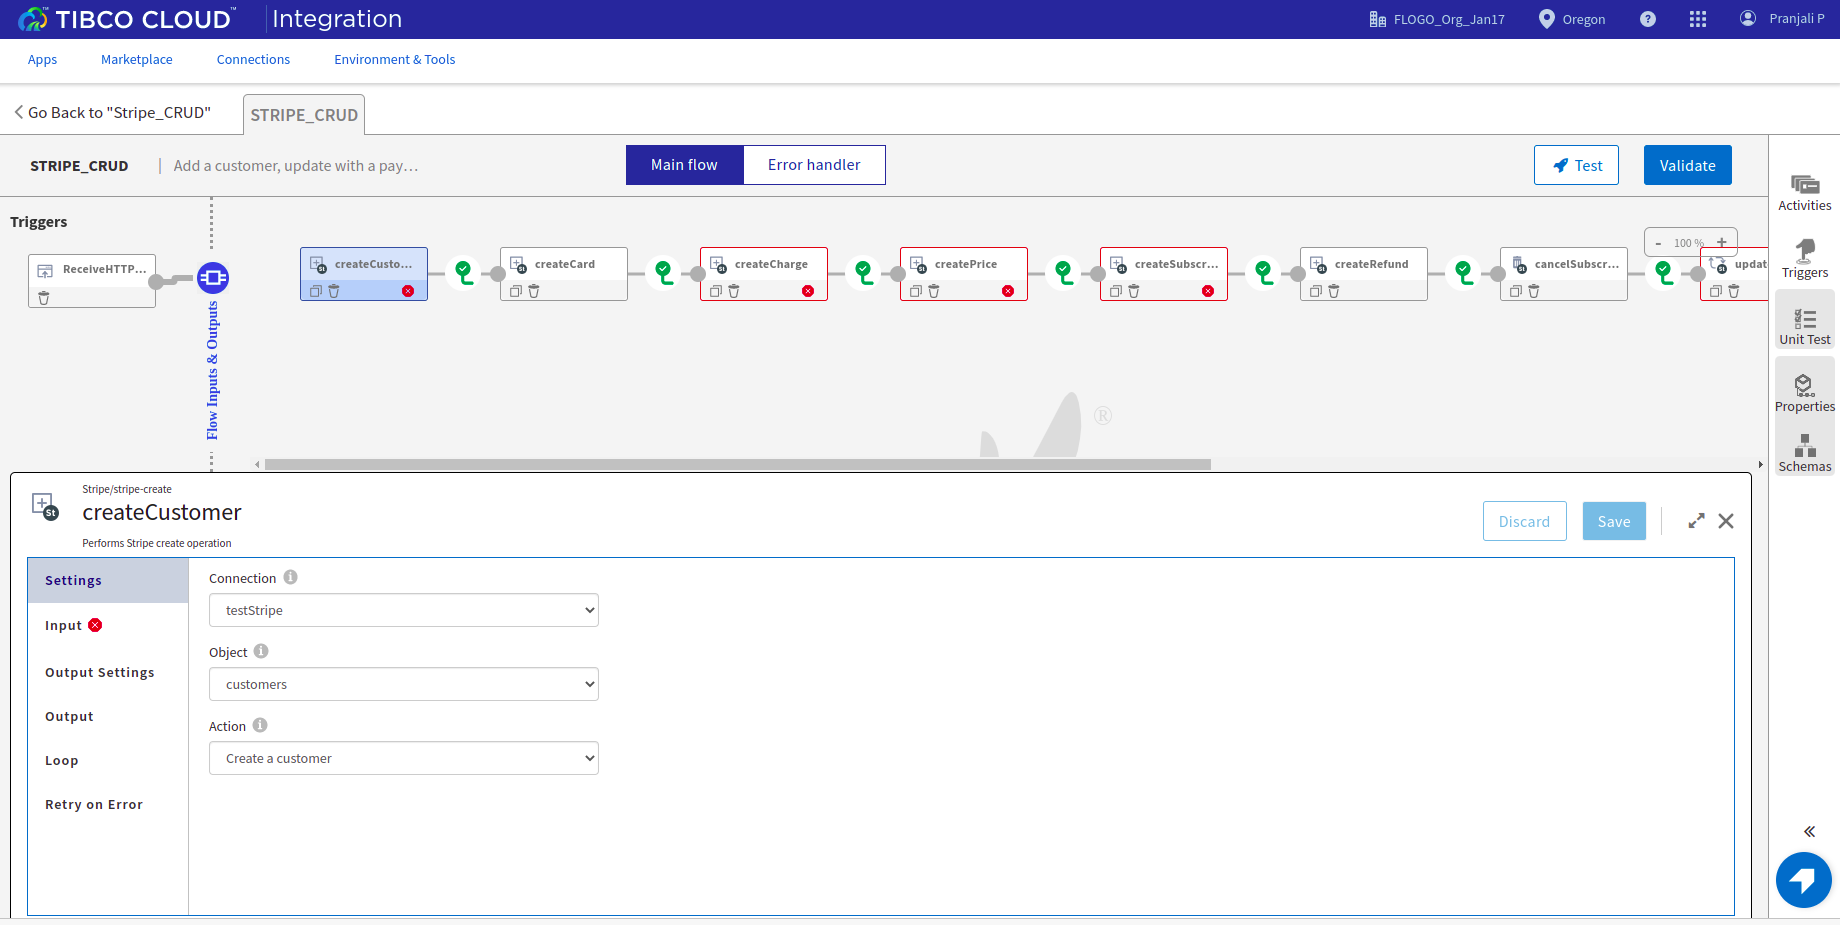 TIBCO CLOUD™ Integration
FLOGO_Org_Jan17
Oregon
?
Pranjali P
Apps
Marketplace
Connections
Environment & Tools
Go Back to "Stripe_CRUD"
STRIPE_CRUD
STRIPE_CRUD
Add a customer, update with a pay...
Main flow
Error handler
Test
Validate
Triggers
ReceiveHTTP...
Flow Inputs & Outputs
createCusto...
createCard
createCharge
createPrice
createSubscr...
createRefund
cancelSubscr...
updat
- 100 % +
®
Activities
Triggers
Unit Test
Properties
Schemas
Stripe/stripe-create
createCustomer
Performs Stripe create operation
Discard
Save
Settings
Input
Output Settings
Output
Loop
Retry on Error
Connection
testStripe
Object
customers
Action
Create a customer